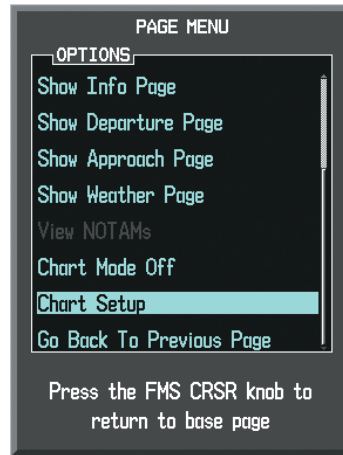 PAGE MENU
OPTIONS
Show Info Page
Show Departure Page
Show Approach Page
Show Weather Page
View NOTAMs
Chart Mode Off
Chart Setup
Go Back To Previous Page
Press the FMS CRSR knob to
return to base page